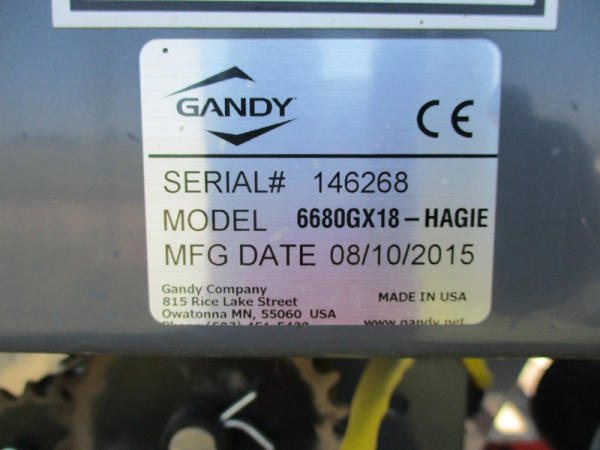 GANDY
CE
SERIAL# 146268
MODEL 6680GX18-HAGIE
MFG DATE 08/10/2015
Gandy Company
815 Rice Lake Street
MADE IN USA
Owatonna MN, 55060 USA
www.gandy.net